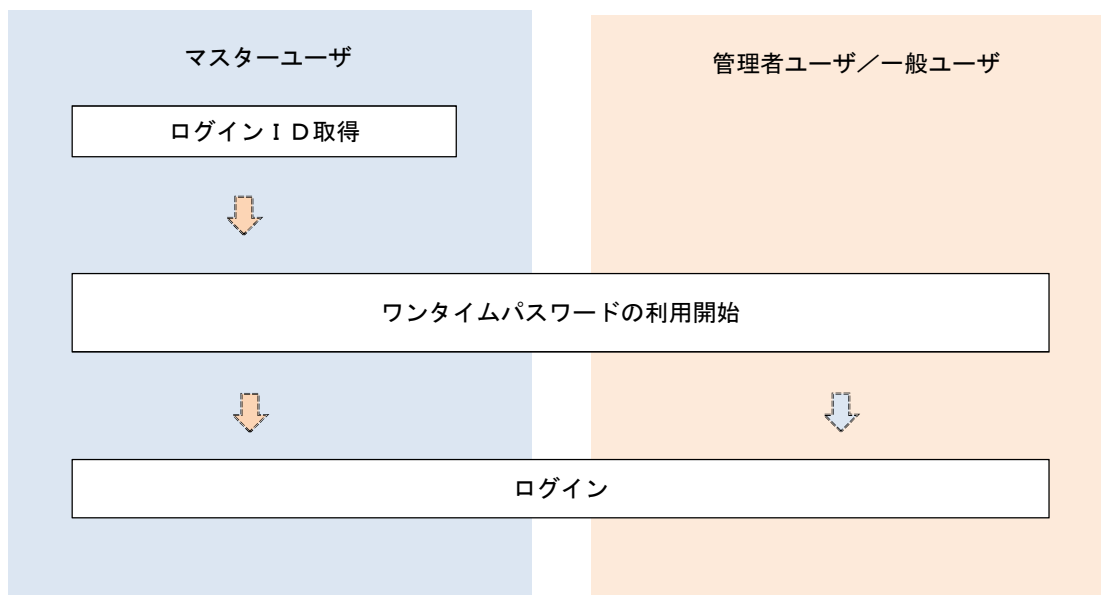 マスターユーザ
管理者ユーザ／一般ユーザ
ログインＩＤ取得
ワンタイムパスワードの利用開始
ログイン